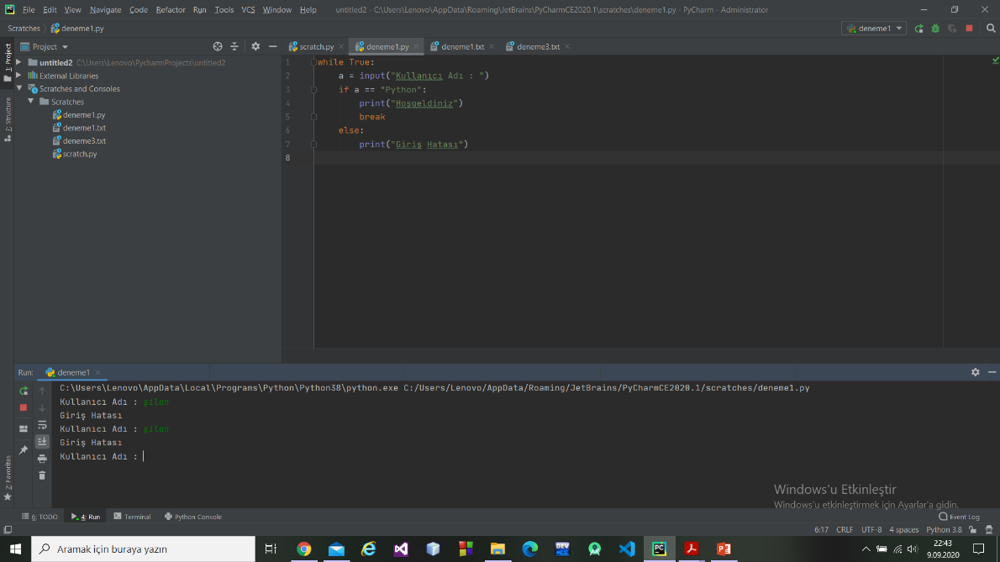 File Edit View Navigate Code Refactor Run Tools VCS Window Help untitled2 - C:\Users\Lenovo\AppData\Roaming\JetBrains\PyCharmCE2020.1\scratches\deneme1.py - PyCharm - Administrator
Scratches deneme1.py deneme1
Project scratch.py deneme1.py deneme1.txt deneme3.txt
1: Project
untitled2 C:\Users\Lenovo\PycharmProjects\untitled2
External Libraries
Scratches and Consoles
Scratches
deneme1.py
deneme1.txt
deneme3.txt
scratch.py
7: Structure
1 while True:
2 a = input("Kullanıcı Adı : ")
3 if a == "Python":
4 print("Hoşgeldiniz")
5 break
6 else:
7 print("Giriş Hatası")
8
Run: deneme1
C:\Users\Lenovo\AppData\Local\Programs\Python\Python38\python.exe C:/Users/Lenovo/AppData/Roaming/JetBrains/PyCharmCE2020.1/scratches/deneme1.py
Kullanıcı Adı : şilan
Giriş Hatası
Kullanıcı Adı : şilan
Giriş Hatası
Kullanıcı Adı :
2: Favorites
Windows'u Etkinleştir
Windows'u etkinleştirmek için Ayarlar'a gidin.
6: TODO 4: Run Terminal Python Console Event Log
6:17 CRLF UTF-8 4 spaces Python 3.8
Aramak için buraya yazın
DEV
PC
P
22:43
9.09.2020